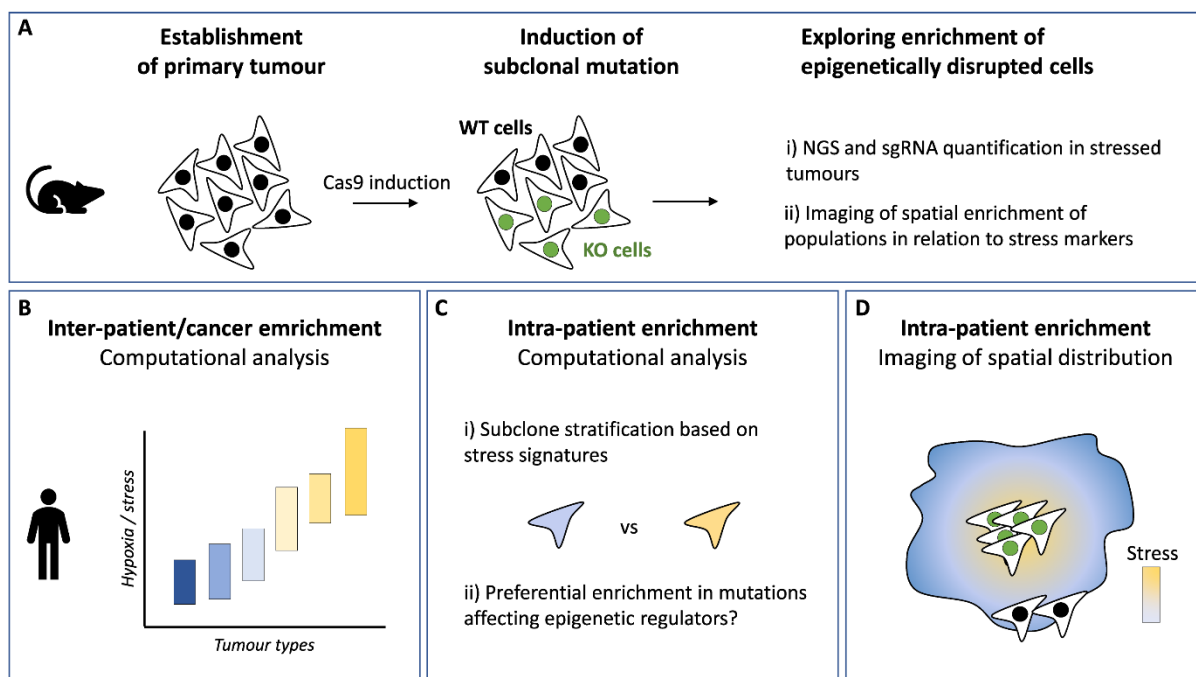 A
Establishment
of primary tumour
Induction of
subclonal mutation
Exploring enrichment of
epigenetically disrupted cells
WT cells
Cas9 induction
KO cells
i) NGS and sgRNA quantification in stressed
tumours
ii) Imaging of spatial enrichment of
populations in relation to stress markers
B
Inter-patient/cancer emrichment
Computational analysis
Hypoxia / stress
Tumour types
C
Intra-patient enrichment
Computational analysis
i) Subclone stratification based on
stress signatures
vs
ii) Preferential enrichment in mutations
affecting epigenetic regulators?
D
Intra-patient enrichment
Imaging of spatial distribution
Stress